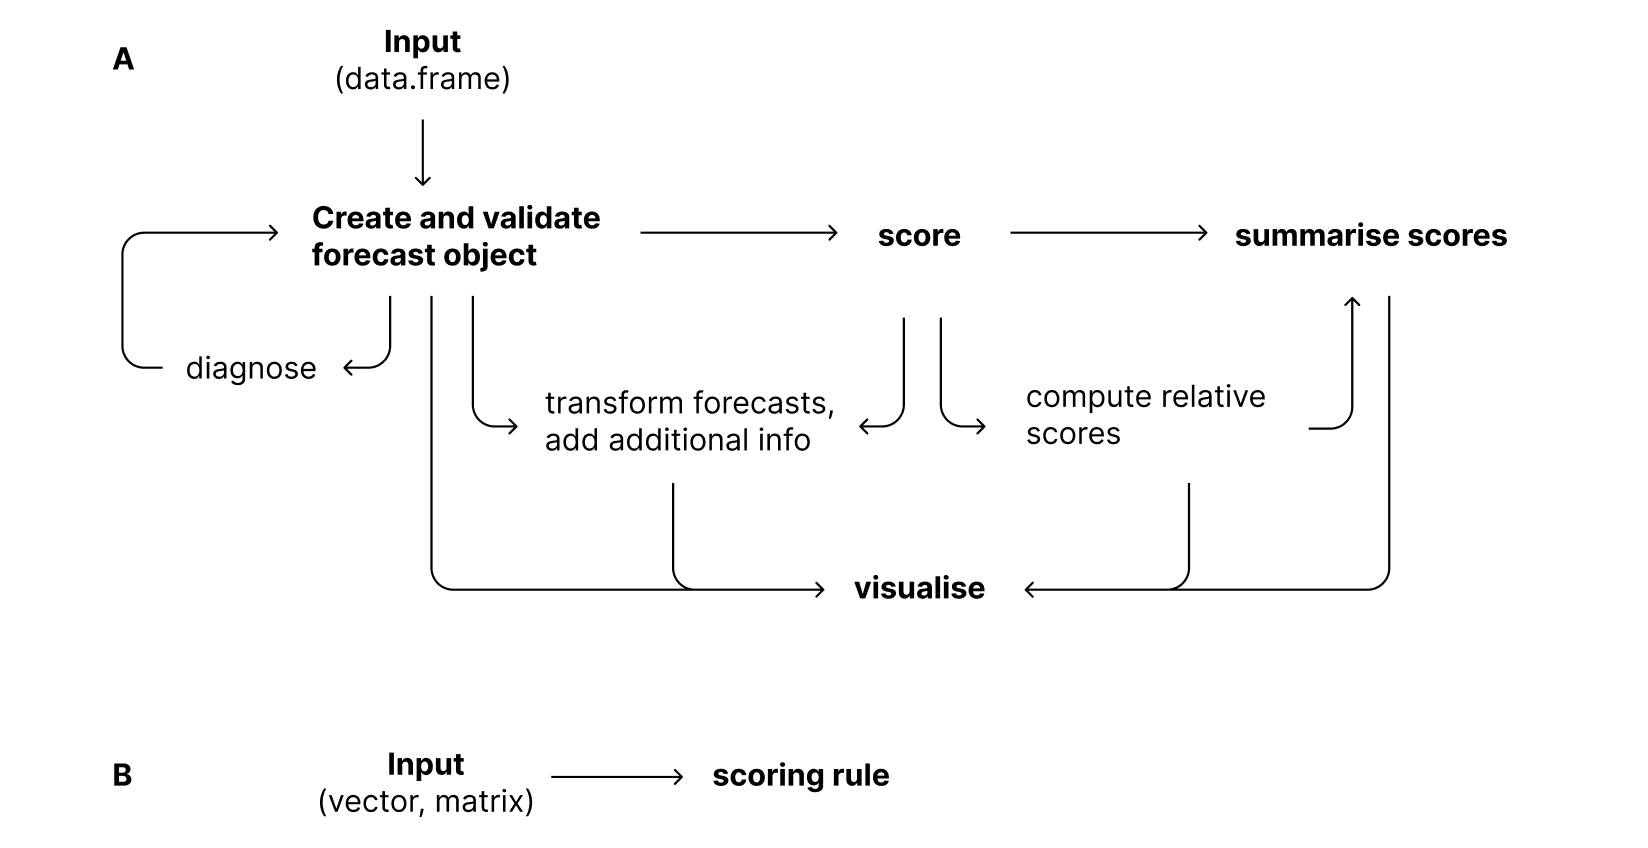 A
Input
(data.frame)
Create and validate
forecast object
score
summarise scores
diagnose
transform forecasts,
add additional info
compute relative
scores
visualise
B
Input
(vector, matrix)
scoring rule